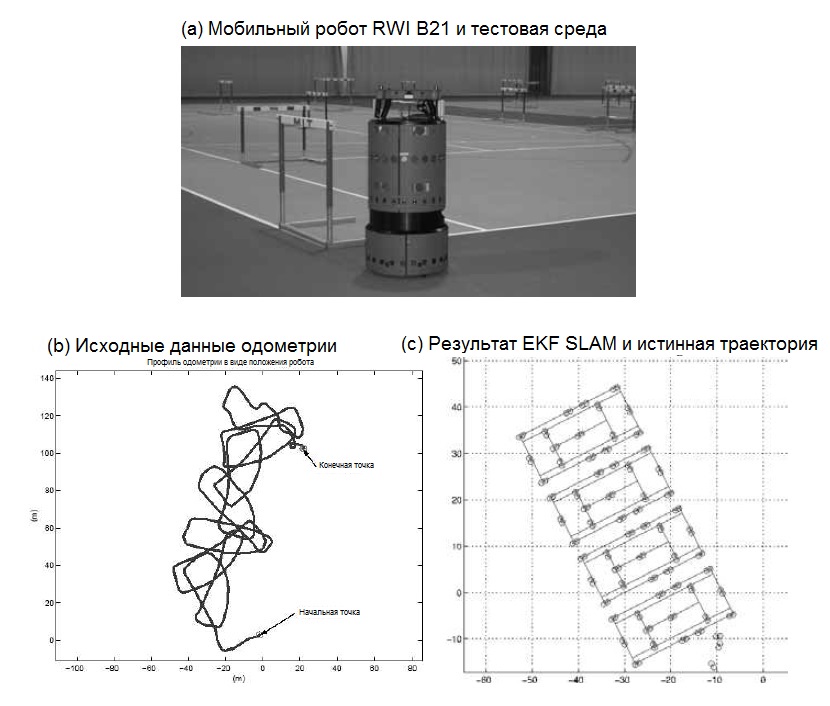 (a) Мобильный робот RWI B21 и тестовая среда
MIT
(b) Исходные данные одометрии
Профиль одометрии в виде положения робота
140
120
100
80
60
40
20
0
(m)
Конечная точка
Начальная точка
−100 −80 −60 −40 −20 0 20 40 60 80
(m)
(c) Результат EKF SLAM и истинная траектория
50
40
30
20
10
0
−10
−60 −50 −40 −30 −20 −10 0